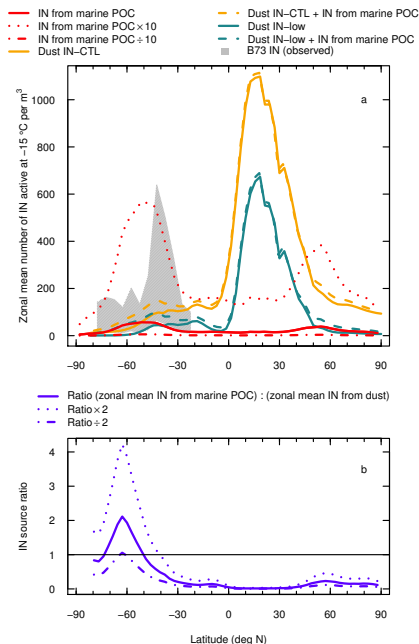 IN from marine POC
IN from marine POC×10
IN from marine POC÷10
Dust IN−CTL
Dust IN−CTL + IN from marine POC
Dust IN−low
Dust IN−low + IN from marine POC
B73 IN (observed)
a
Zonal mean number of IN active at −15 °C per m³
1000
800
600
400
200
0
−90 −60 −30 0 30 60 90
Ratio (zonal mean IN from marine POC) : (zonal mean IN from dust)
Ratio×2
Ratio÷2
b
IN source ratio
4
3
2
1
0
−90 −60 −30 0 30 60 90
Latitude (deg N)